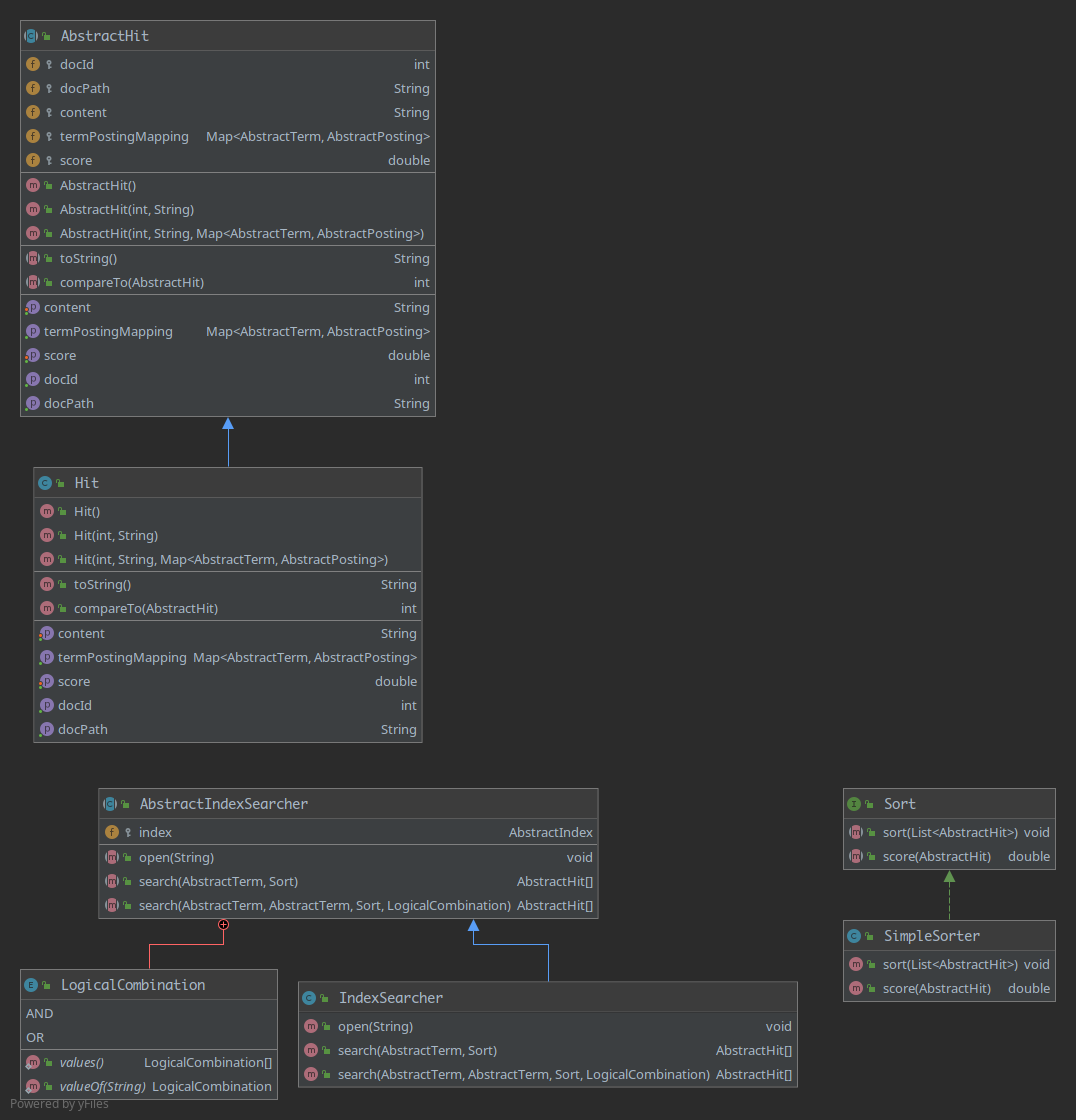 AbstractHit
docId int
docPath String
content String
termPostingMapping Map<AbstractTerm, AbstractPosting>
score double
AbstractHit()
AbstractHit(int, String)
AbstractHit(int, String, Map<AbstractTerm, AbstractPosting>)
toString() String
compareTo(AbstractHit) int
content String
termPostingMapping Map<AbstractTerm, AbstractPosting>
score double
docId int
docPath String
Hit
Hit()
Hit(int, String)
Hit(int, String, Map<AbstractTerm, AbstractPosting>)
toString() String
compareTo(AbstractHit) int
content String
termPostingMapping Map<AbstractTerm, AbstractPosting>
score double
docId int
docPath String
AbstractIndexSearcher
index AbstractIndex
open(String) void
search(AbstractTerm, Sort) AbstractHit[]
search(AbstractTerm, AbstractTerm, Sort, LogicalCombination) AbstractHit[]
Sort
sort(List<AbstractHit>) void
score(AbstractHit) double
SimpleSorter
sort(List<AbstractHit>) void
score(AbstractHit) double
LogicalCombination
AND
OR
values() LogicalCombination[]
valueOf(String) LogicalCombination
IndexSearcher
open(String) void
search(AbstractTerm, Sort) AbstractHit[]
search(AbstractTerm, AbstractTerm, Sort, LogicalCombination) AbstractHit[]
Powered by yFiles